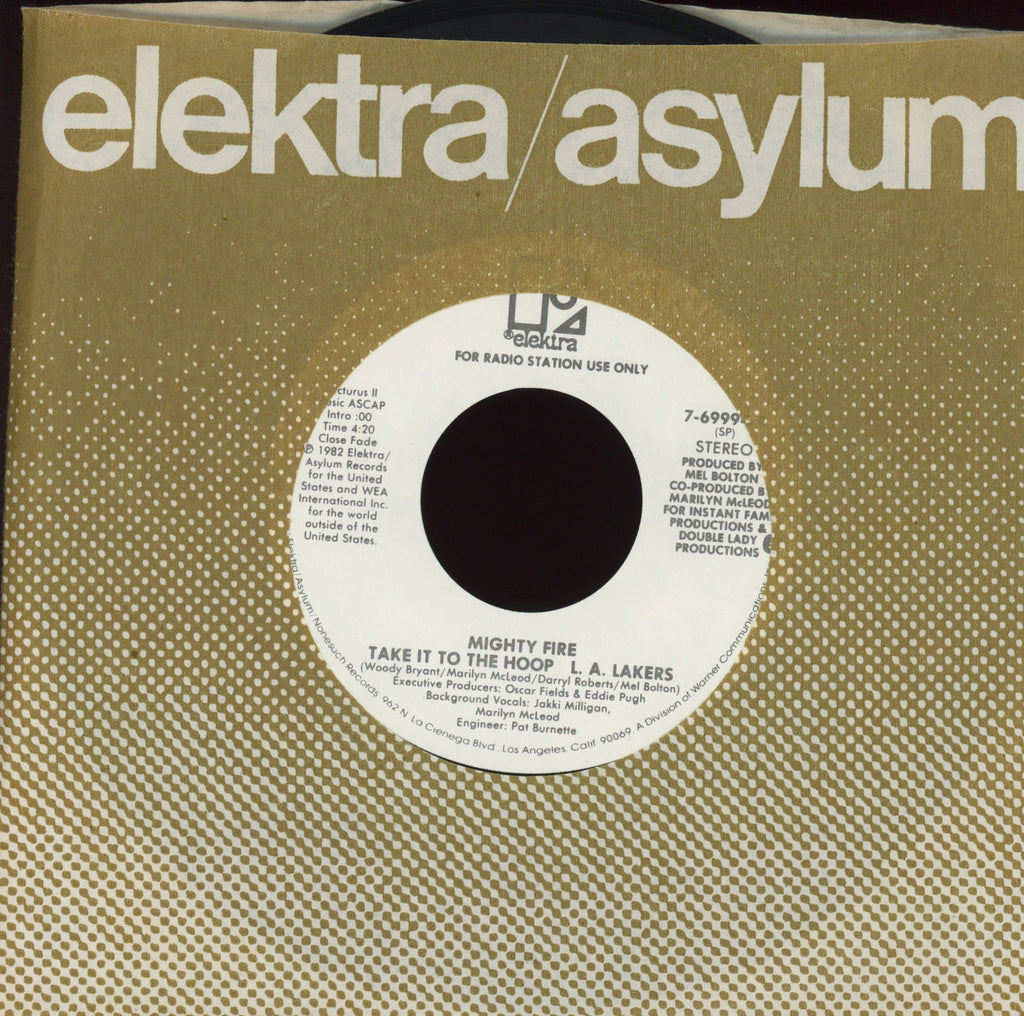 elektra/asylum
® elektra
FOR RADIO STATION USE ONLY
Intro :00
Time 4:20
Close Fade
℗ 1982 Elektra/
Asylum Records
for the United
States and WEA
International Inc.
for the world
outside of the
United States.
ASCAP
II
7-6999
(SP)
STEREO
PRODUCED BY
MEL BOLTON
CO-PRODUCED B
MARILYN McLEOD
FOR INSTANT FAM
PRODUCTIONS &
DOUBLE LADY
PRODUCTIONS
MIGHTY FIRE
TAKE IT TO THE HOOP L. A. LAKERS
(Woody Bryant/Marilyn McLeod/Darryl Roberts/Mel Bolton)
Executive Producers: Oscar Fields & Eddie Pugh
Background Vocals: Jakki Milligan,
Marilyn McLeod
Engineer: Pat Burnette
Elektra/Asylum/Nonesuch Records 962 N. La Cienega Blvd., Los Angeles, Calif. 90069. A Division of Warner Communications